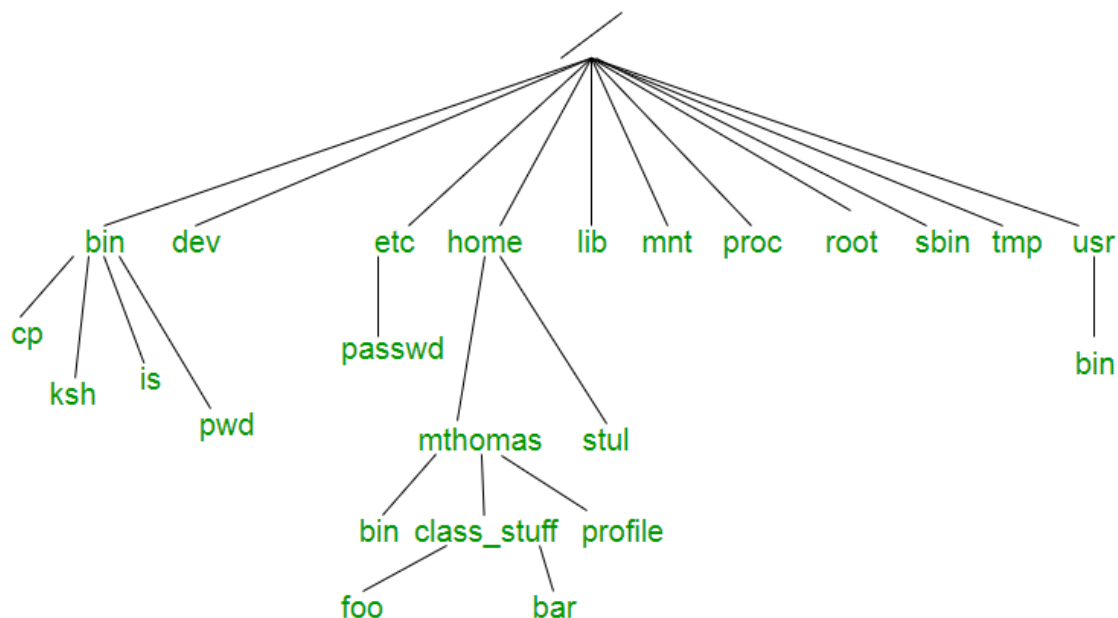 /
bin dev etc home lib mnt proc root sbin tmp usr
cp passwd bin
ksh is
pwd mthomas stul
bin class_stuff profile
foo bar